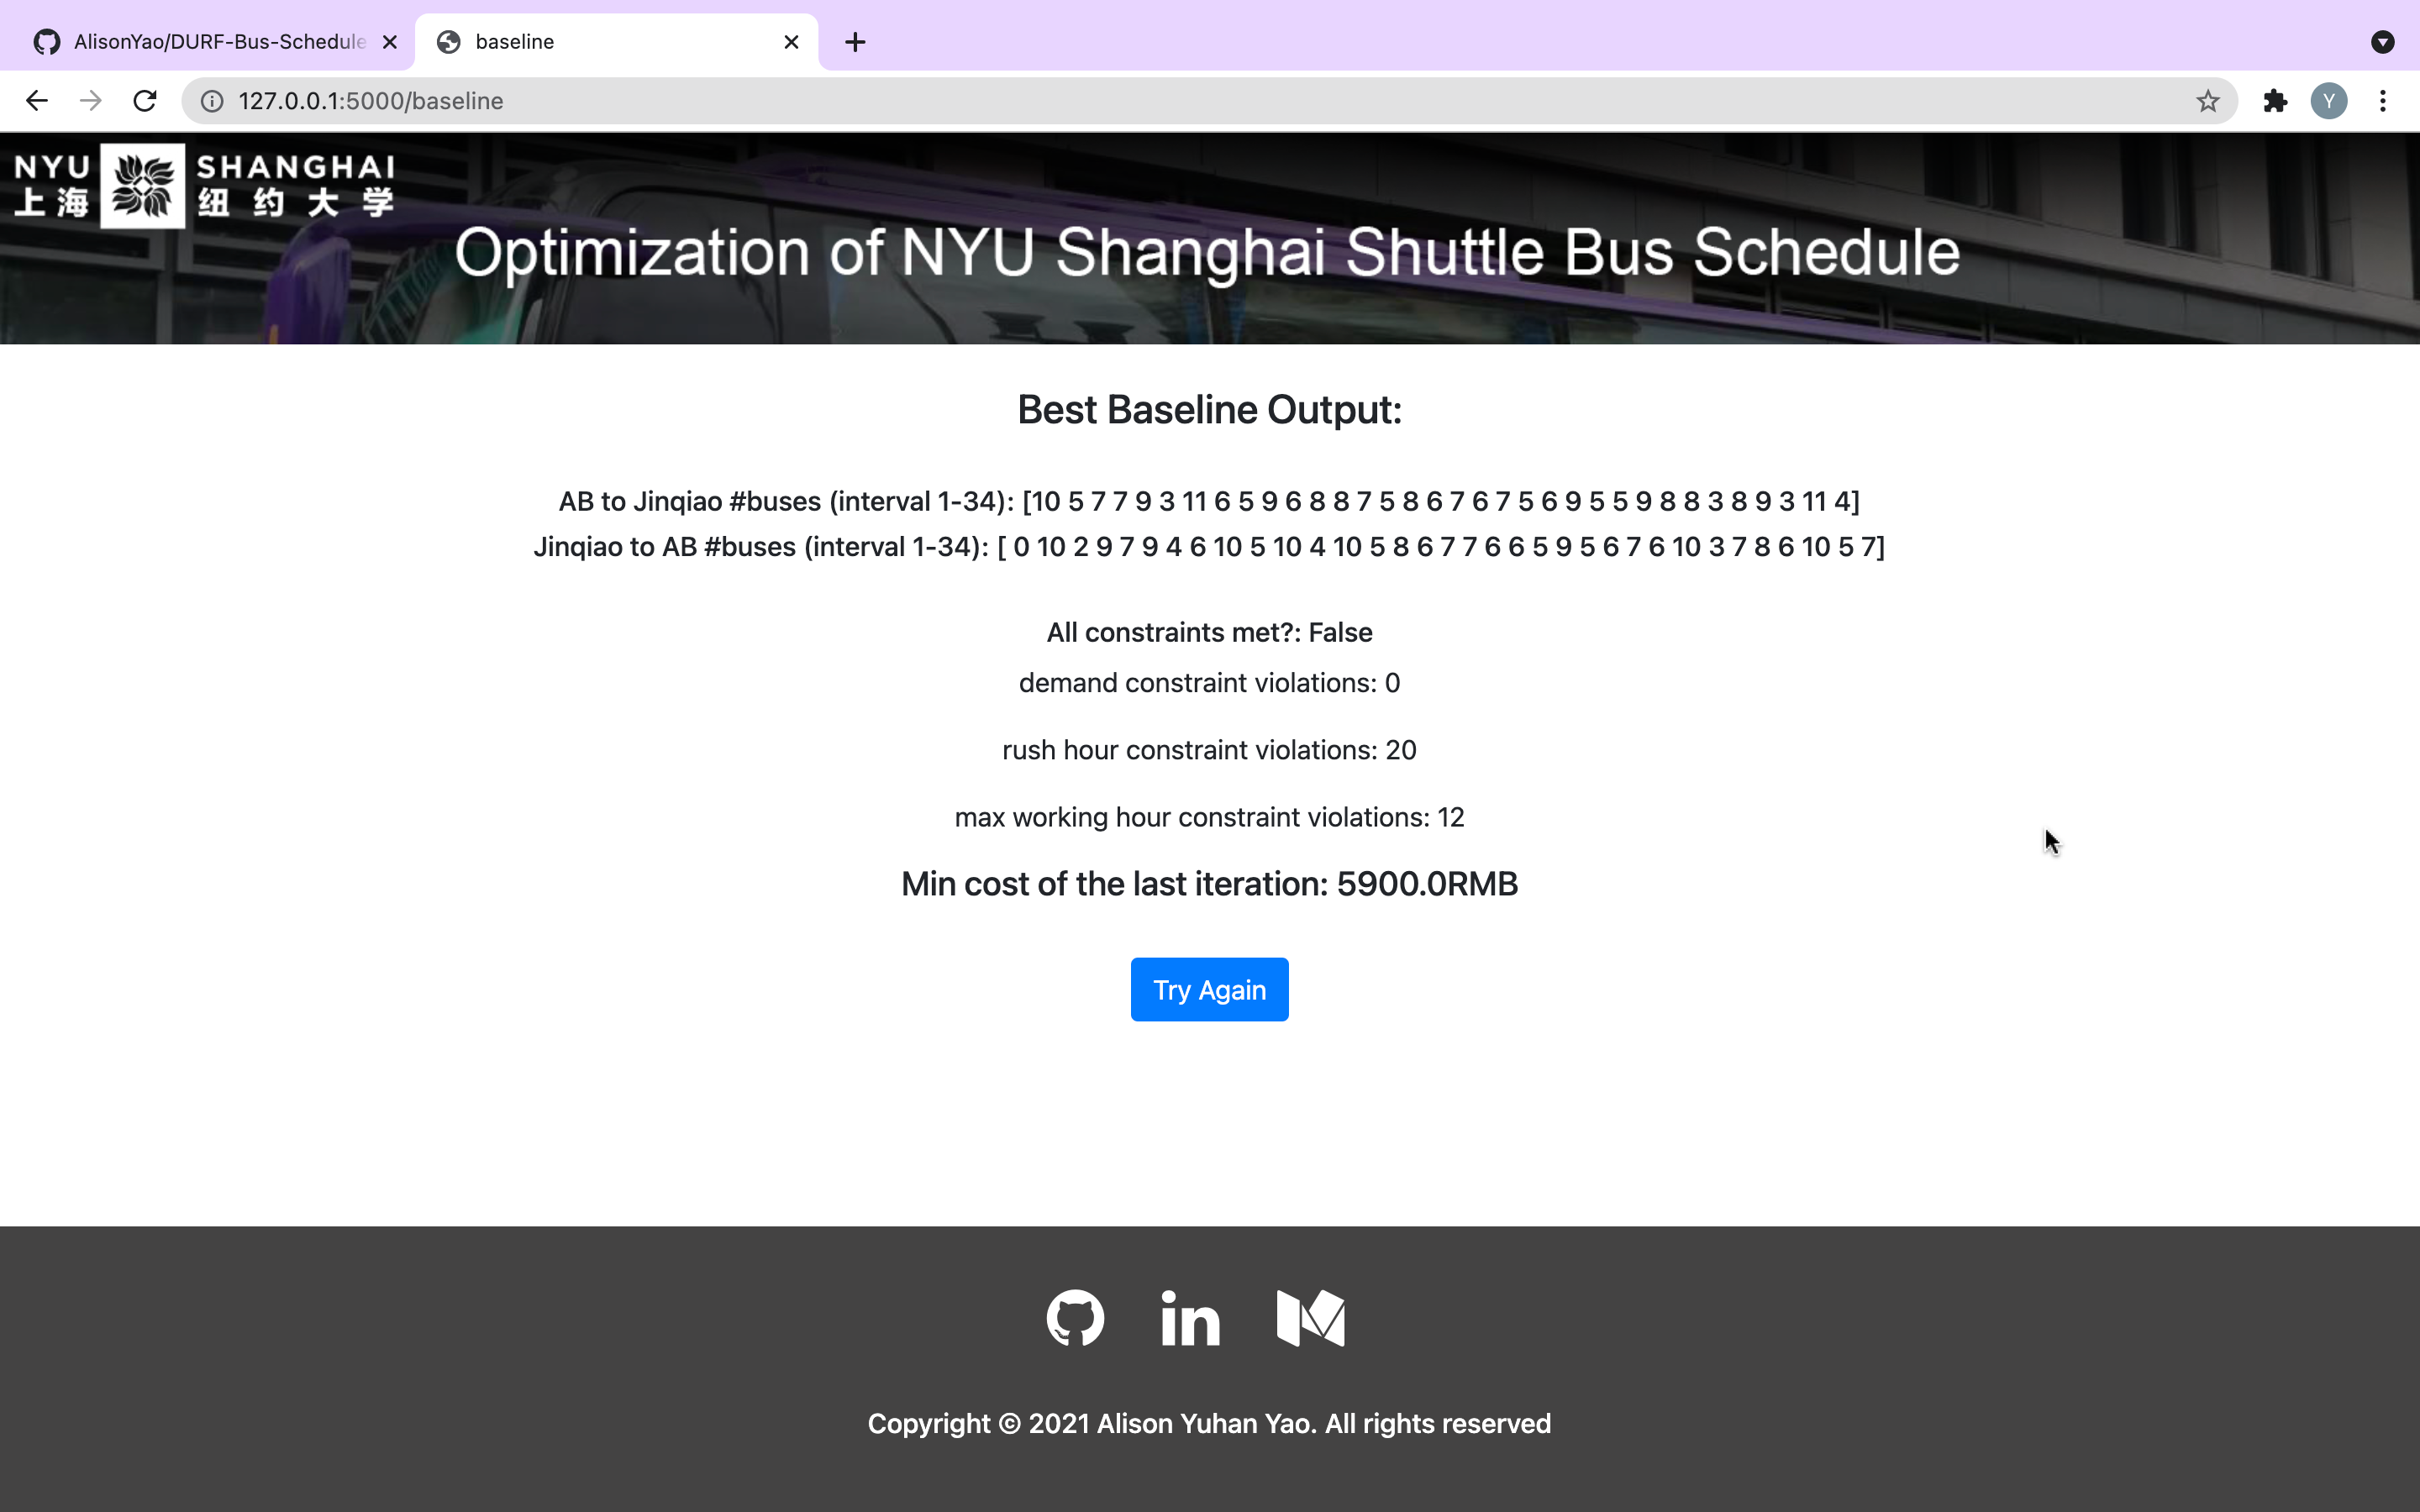 AlisonYao/DURF-Bus-Schedule
baseline
127.0.0.1:5000/baseline
Y
NYU SHANGHAI
上海 纽约大学
Optimization of NYU Shanghai Shuttle Bus Schedule
Best Baseline Output:
AB to Jinqiao #buses (interval 1-34): [10 5 7 7 9 3 11 6 5 9 6 8 8 7 5 8 6 7 6 7 5 6 9 5 5 9 8 8 3 8 9 3 11 4]
Jinqiao to AB #buses (interval 1-34): [ 0 10 2 9 7 9 4 6 10 5 10 4 10 5 8 6 7 7 6 6 5 9 5 6 7 6 10 3 7 8 6 10 5 7]
All constraints met?: False
demand constraint violations: 0
rush hour constraint violations: 20
max working hour constraint violations: 12
Min cost of the last iteration: 5900.0RMB
Try Again
in
Copyright © 2021 Alison Yuhan Yao. All rights reserved